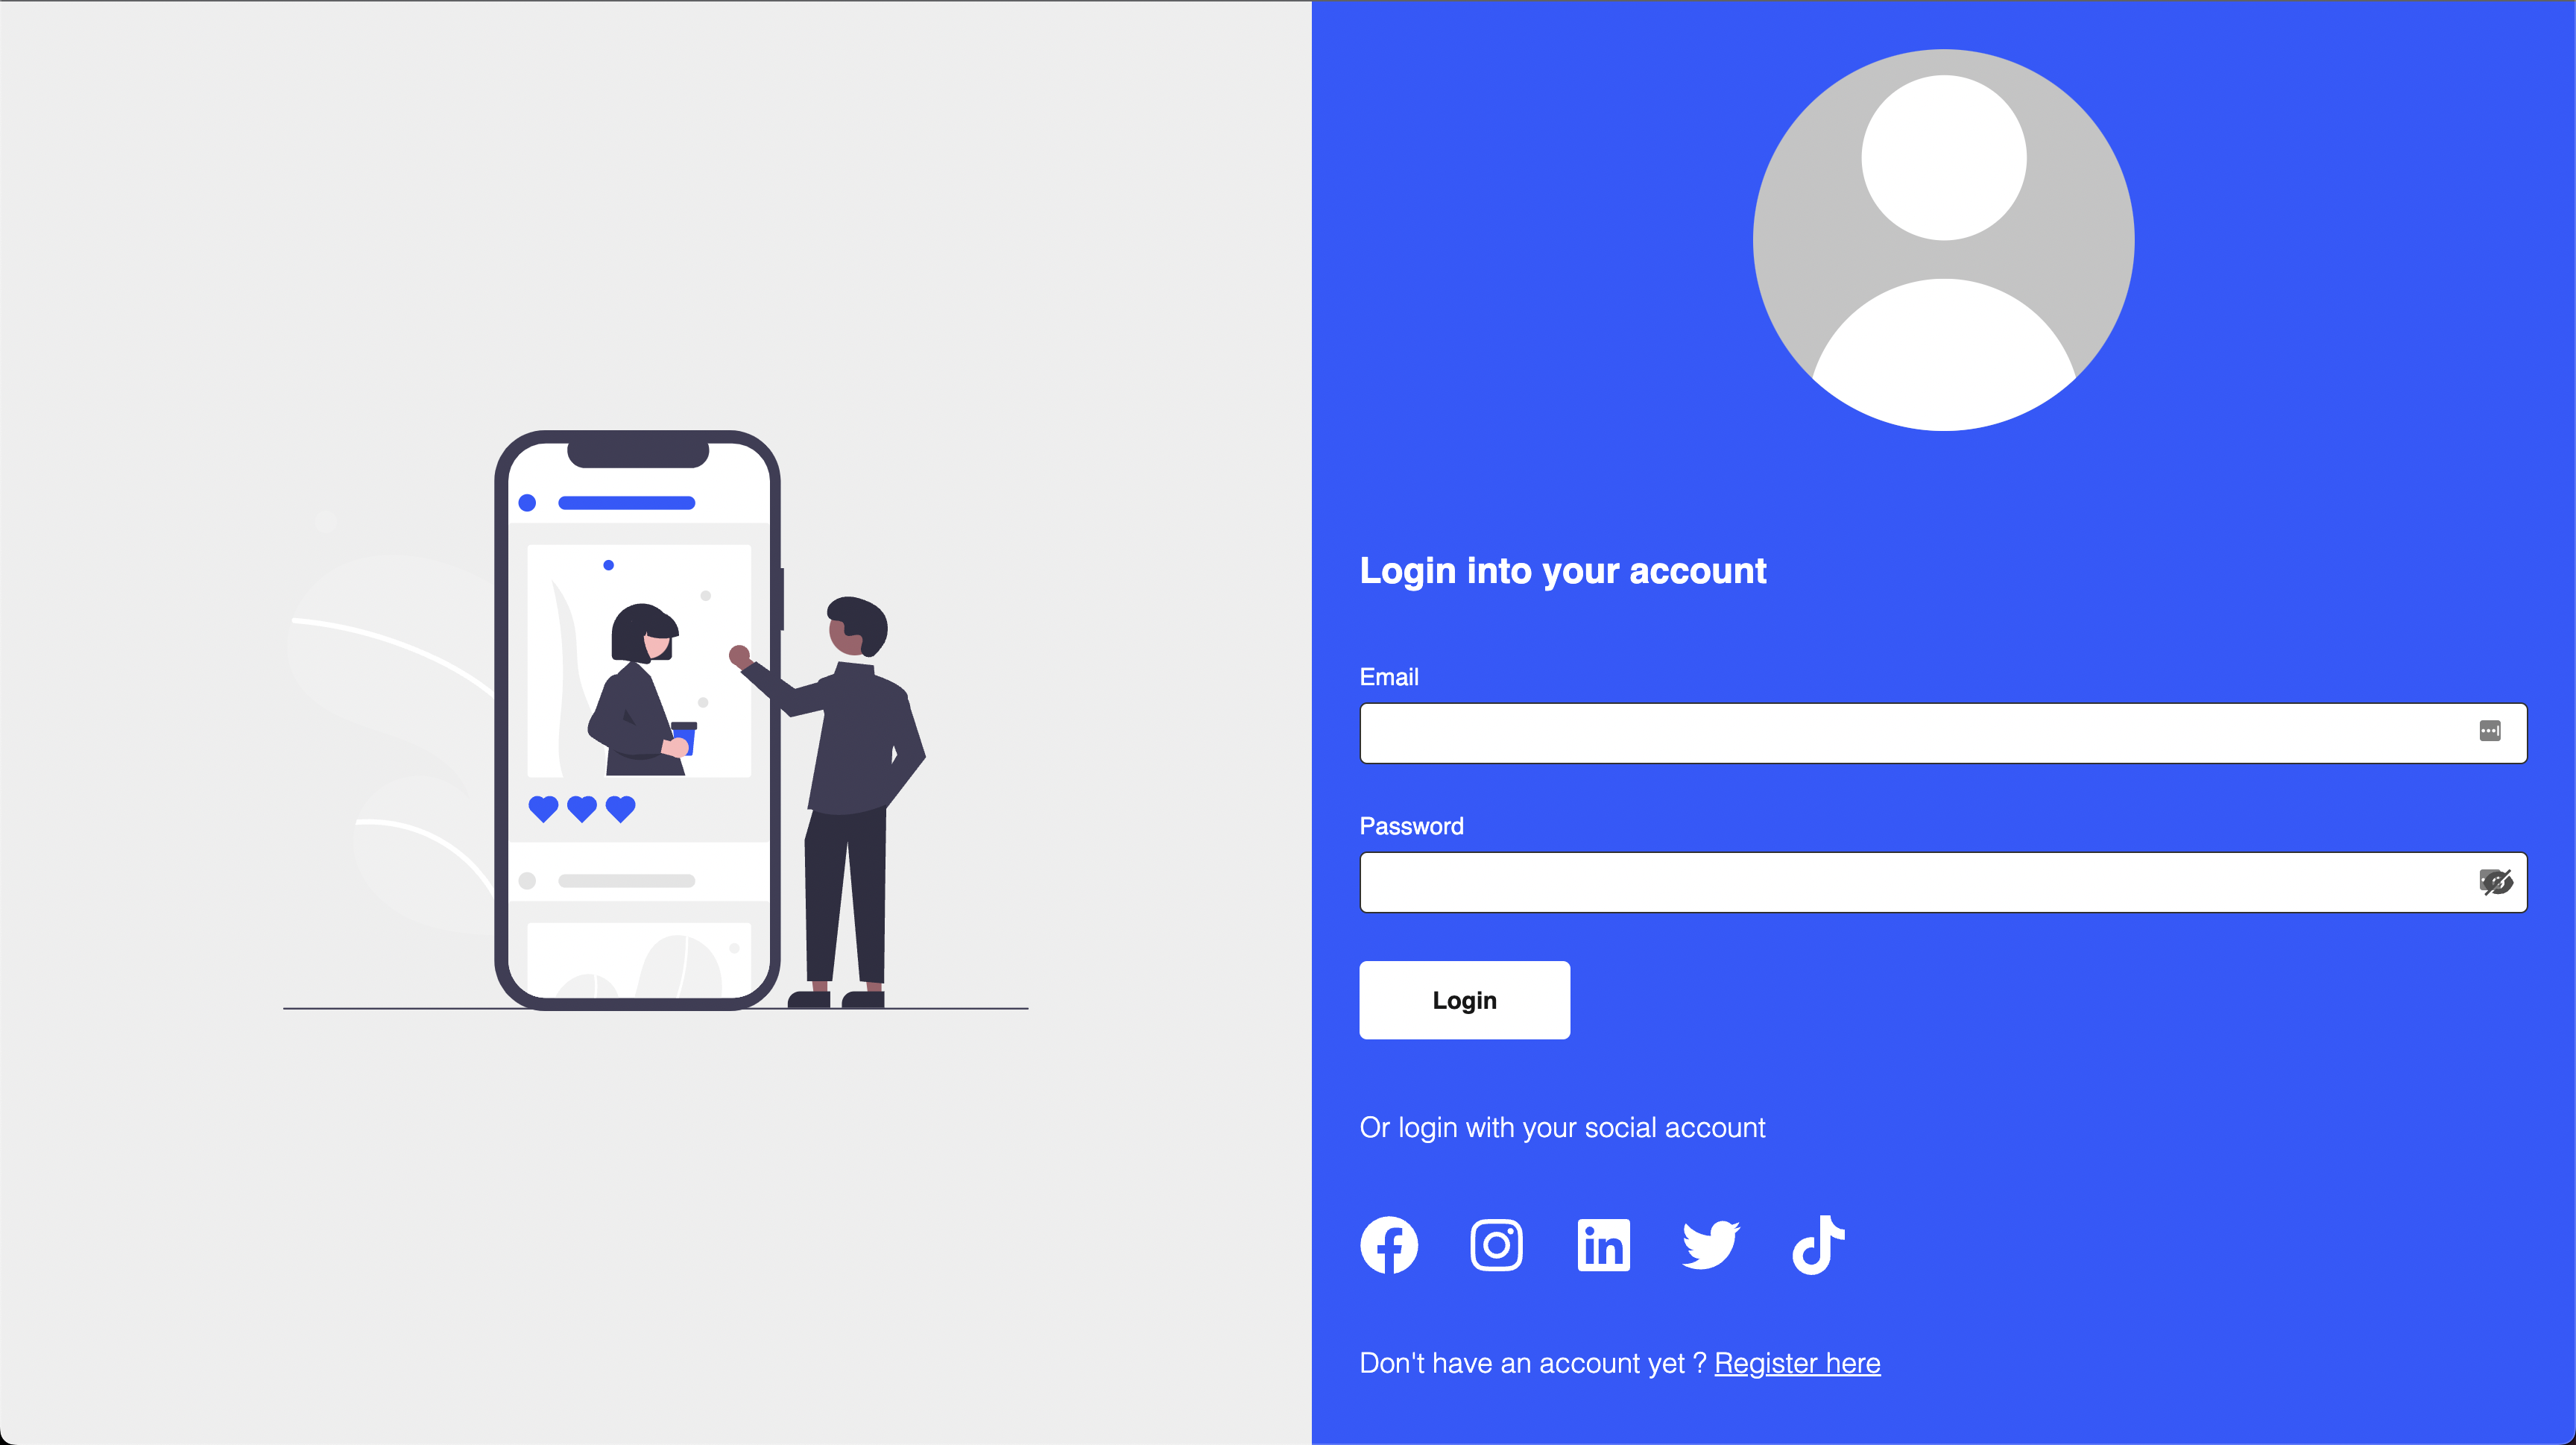 Login into your account
Email
Password
Login
Or login with your social account
Don't have an account yet ? Register here